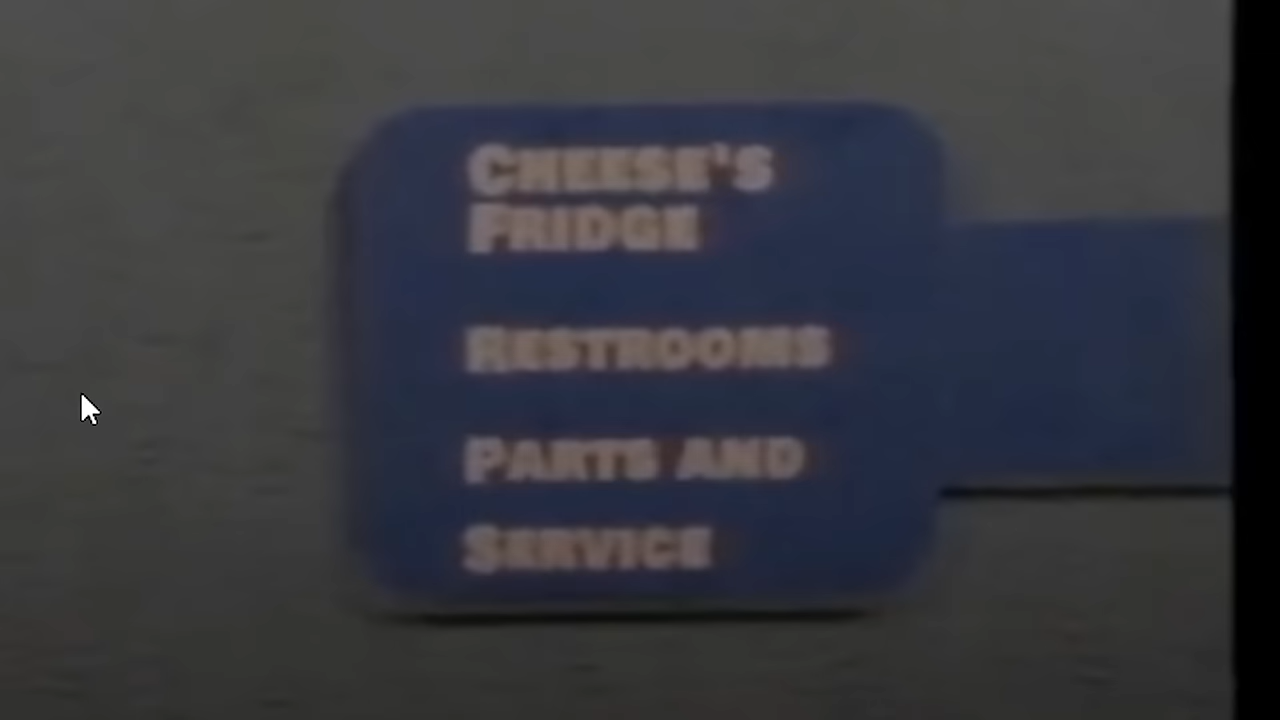 CHEESE'S
FRIDGE
RESTROOMS
PARTS AND
SERVICE